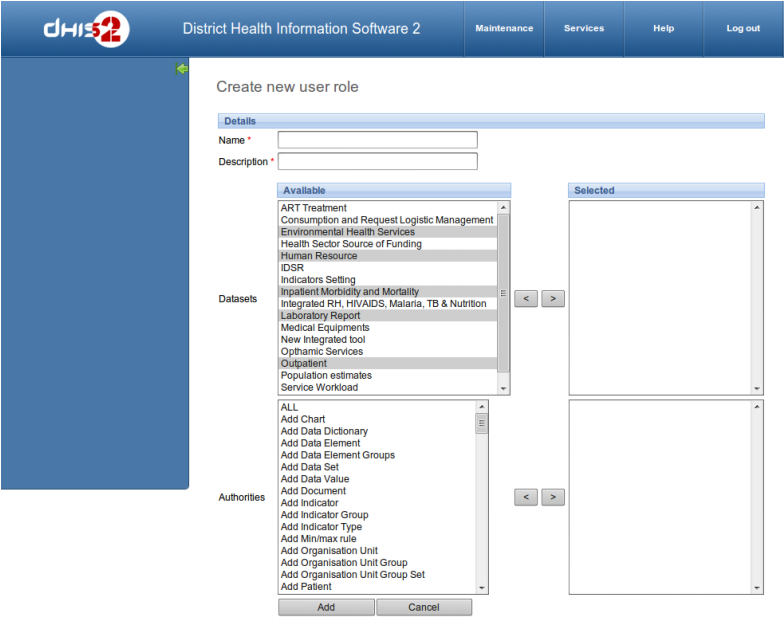 dHIS2
District Health Information Software 2
Maintenance
Services
Help
Log out
Create new user role
Details
Name *
Description *
Available
Selected
Datasets
ART Treatment
Consumption and Request Logistic Management
Environmental Health Services
Health Sector Source of Funding
Human Resource
IDSR
Indicators Setting
Inpatient Morbidity and Mortality
Integrated RH, HIVAIDS, Malaria, TB & Nutrition
Laboratory Report
Medical Equipments
New Integrated tool
Opthamic Services
Outpatient
Population estimates
Service Workload
< >
Authorities
ALL
Add Chart
Add Data Dictionary
Add Data Element
Add Data Element Groups
Add Data Set
Add Data Value
Add Document
Add Indicator
Add Indicator Group
Add Indicator Type
Add Min/max rule
Add Organisation Unit
Add Organisation Unit Group
Add Organisation Unit Group Set
Add Patient
< >
Add
Cancel